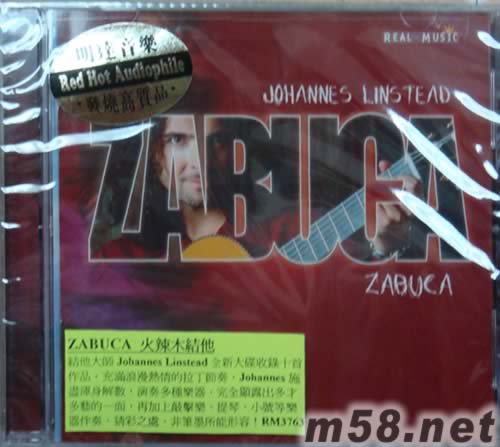 REAL MUSIC
明達音樂
Red Hot Audiophile
發燒高質品
JOHANNES LINSTEAD
ZABUCA
ZABUCA
ZABUCA 火辣木結他
結他大師 Johannes Linstead 全新大碟收錄十首
作品,充滿浪漫熱情的拉丁節奏,Johannes 施
盡渾身解數,演奏多種樂器,完全顯露出多才
多藝的一面,再加上敲擊樂、提琴、小號等樂
器伴奏,精彩之處,非筆墨所能形容!RM3763
m58.net